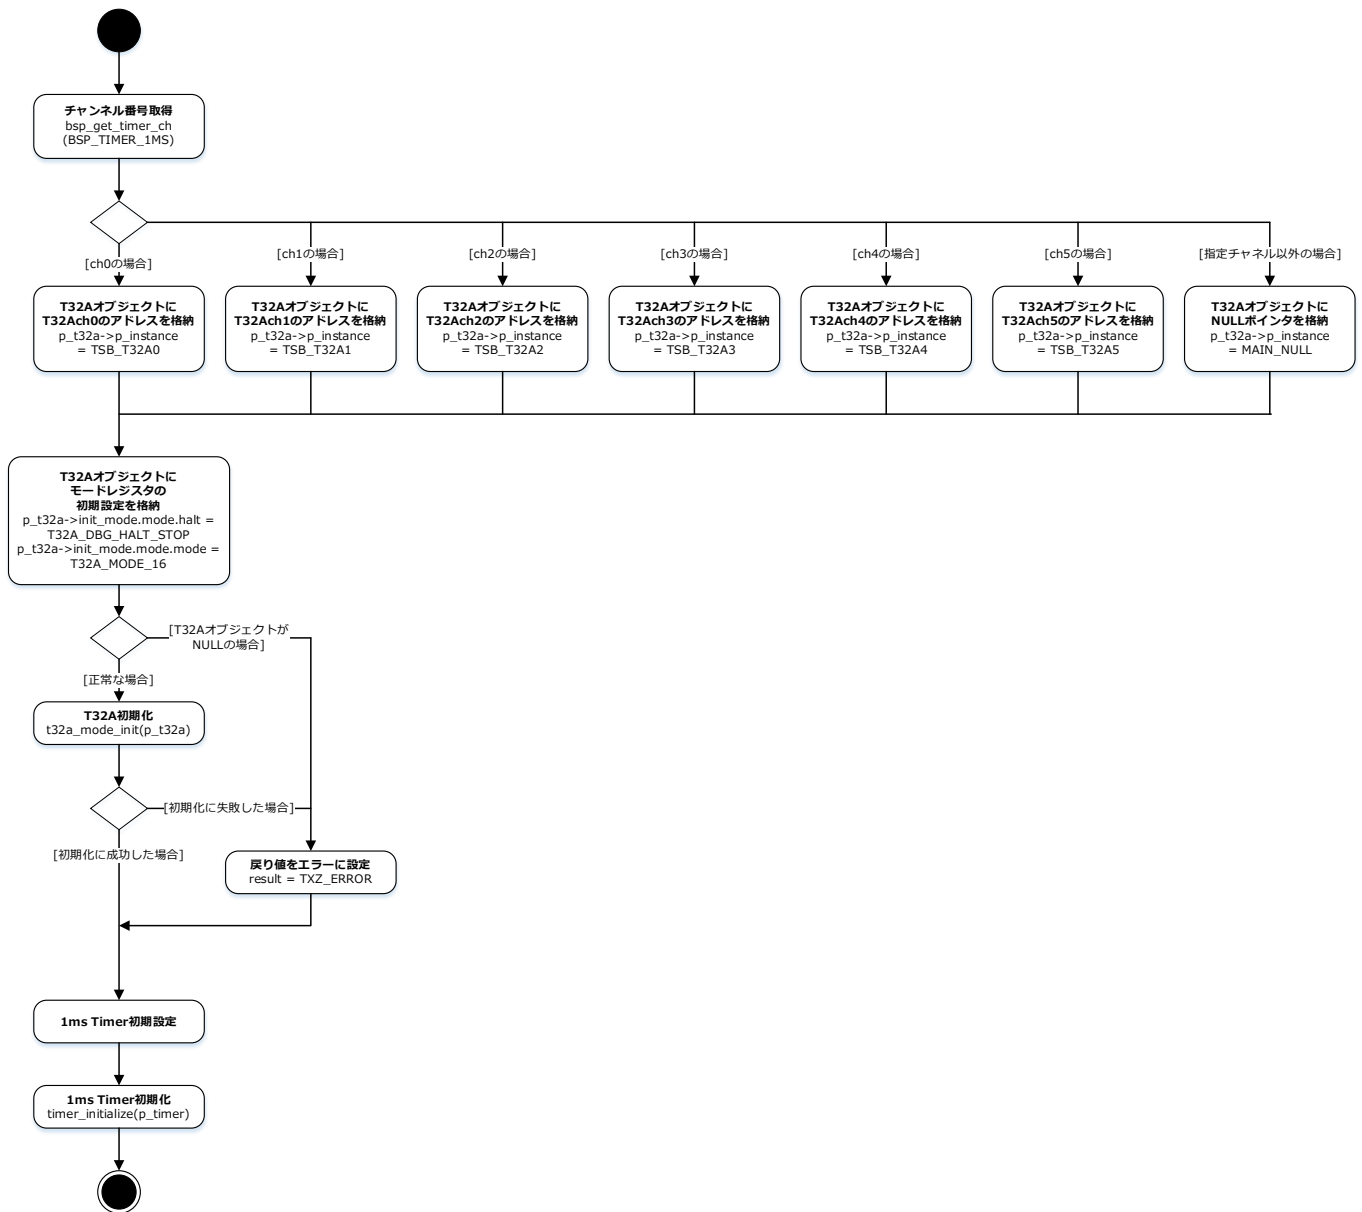 チャンネル番号取得
bsp_get_timer_ch
(BSP_TIMER_1MS)
[ch0の場合]
[ch1の場合]
[ch2の場合]
[ch3の場合]
[ch4の場合]
[ch5の場合]
[指定チャネル以外の場合]
T32Aオブジェクトに
T32Ach0のアドレスを格納
p_t32a->p_instance
= TSB_T32A0
T32Aオブジェクトに
T32Ach1のアドレスを格納
p_t32a->p_instance
= TSB_T32A1
T32Aオブジェクトに
T32Ach2のアドレスを格納
p_t32a->p_instance
= TSB_T32A2
T32Aオブジェクトに
T32Ach3のアドレスを格納
p_t32a->p_instance
= TSB_T32A3
T32Aオブジェクトに
T32Ach4のアドレスを格納
p_t32a->p_instance
= TSB_T32A4
T32Aオブジェクトに
T32Ach5のアドレスを格納
p_t32a->p_instance
= TSB_T32A5
T32Aオブジェクトに
NULLポインタを格納
p_t32a->p_instance
= MAIN_NULL
T32Aオブジェクトに
モードレジスタの
初期設定を格納
p_t32a->init_mode.mode.halt =
T32A_DBG_HALT_STOP
p_t32a->init_mode.mode.mode =
T32A_MODE_16
[T32Aオブジェクトが
NULLの場合]
[正常な場合]
T32A初期化
t32a_mode_init(p_t32a)
[初期化に失敗した場合]
[初期化に成功した場合]
戻り値をエラーに設定
result = TXZ_ERROR
1ms Timer初期設定
1ms Timer初期化
timer_initialize(p_timer)